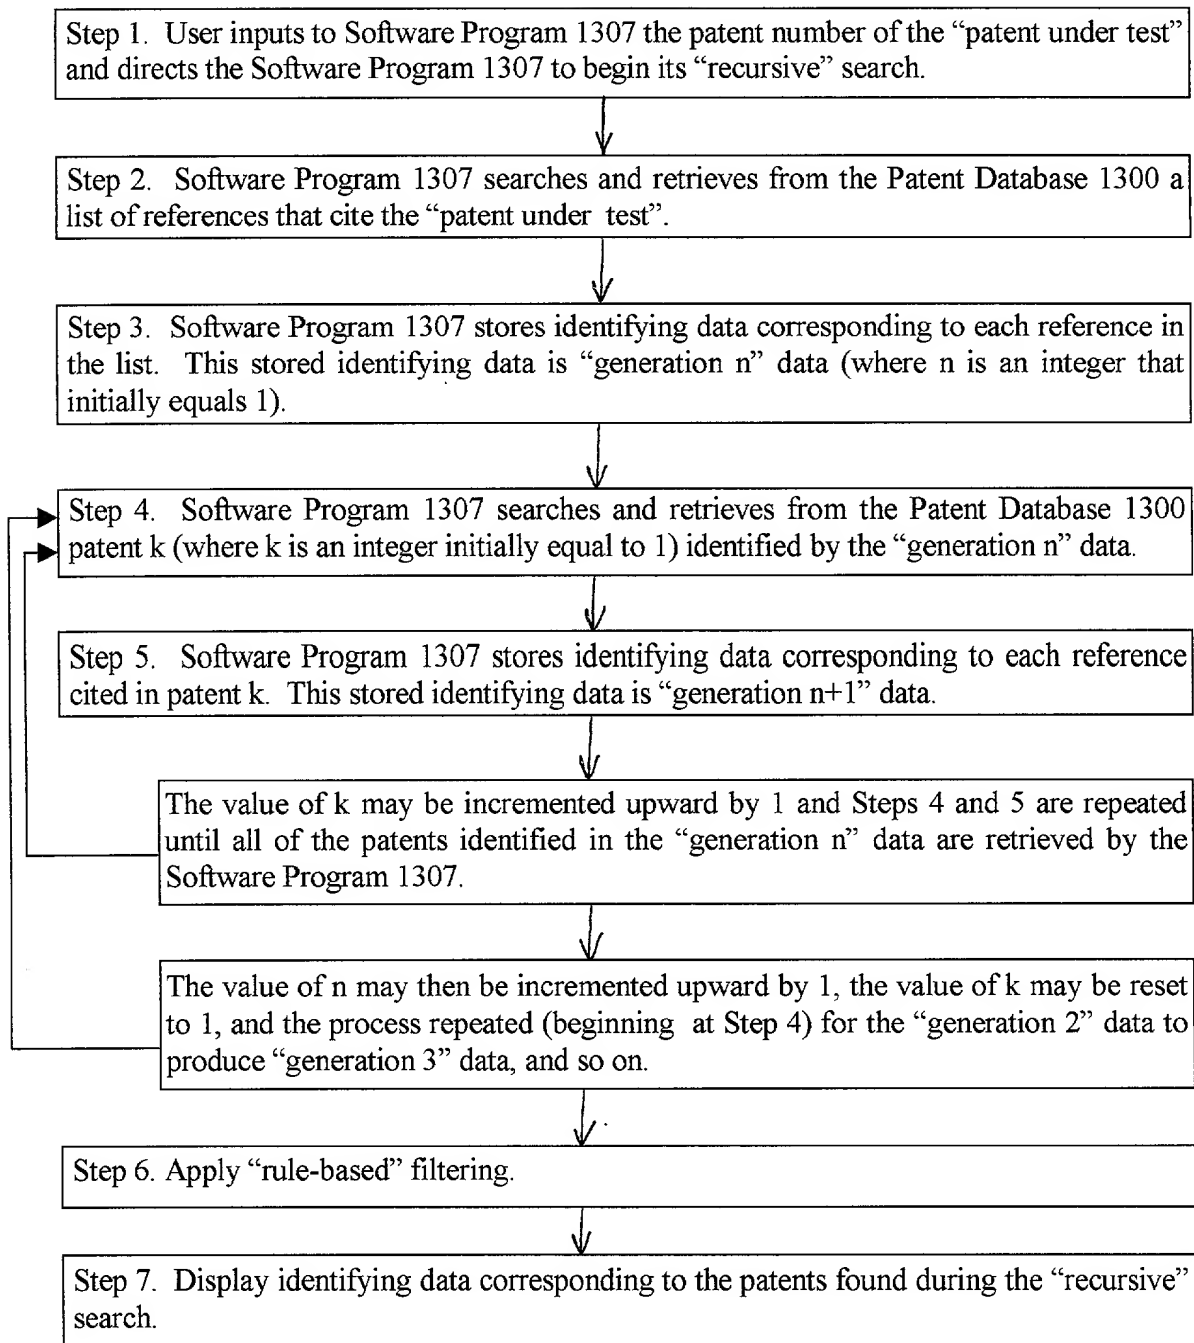 Step 1. User inputs to Software Program 1307 the patent number of the “patent under test”
and directs the Software Program 1307 to begin its “recursive” search.
Step 2. Software Program 1307 searches and retrieves from the Patent Database 1300 a
list of references that cite the “patent under test”.
Step 3. Software Program 1307 stores identifying data corresponding to each reference in
the list. This stored identifying data is “generation n” data (where n is an integer that
initially equals 1).
Step 4. Software Program 1307 searches and retrieves from the Patent Database 1300
patent k (where k is an integer initially equal to 1) identified by the “generation n” data.
Step 5. Software Program 1307 stores identifying data corresponding to each reference
cited in patent k. This stored identifying data is “generation n+1” data.
The value of k may be incremented upward by 1 and Steps 4 and 5 are repeated
until all of the patents identified in the “generation n” data are retrieved by the
Software Program 1307.
The value of n may then be incremented upward by 1, the value of k may be reset
to 1, and the process repeated (beginning at Step 4) for the “generation 2” data to
produce “generation 3” data, and so on.
Step 6. Apply “rule-based” filtering.
Step 7. Display identifying data corresponding to the patents found during the “recursive”
search.